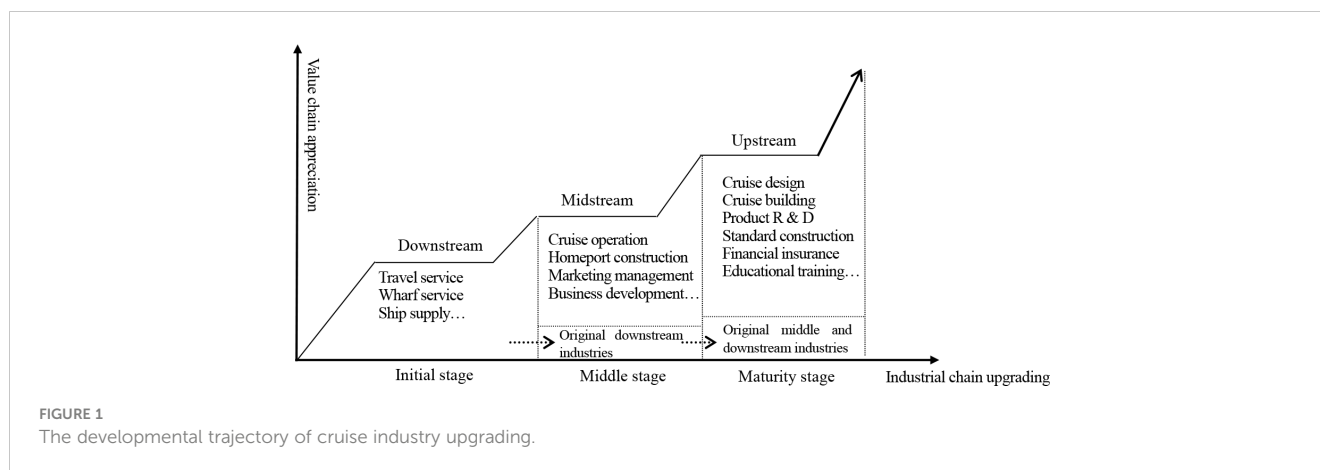 Value chain appreciation
Upstream
Cruise design
Cruise building
Product R & D
Standard construction
Financial insurance
Educational training…
Midstream
Cruise operation
Homeport construction
Marketing management
Business development…
Downstream
Travel service
Wharf service
Ship supply…
Original downstream
industries
Original middle and
downstream industries
Initial stage
Middle stage
Maturity stage
Industrial chain upgrading
FIGURE 1
The developmental trajectory of cruise industry upgrading.